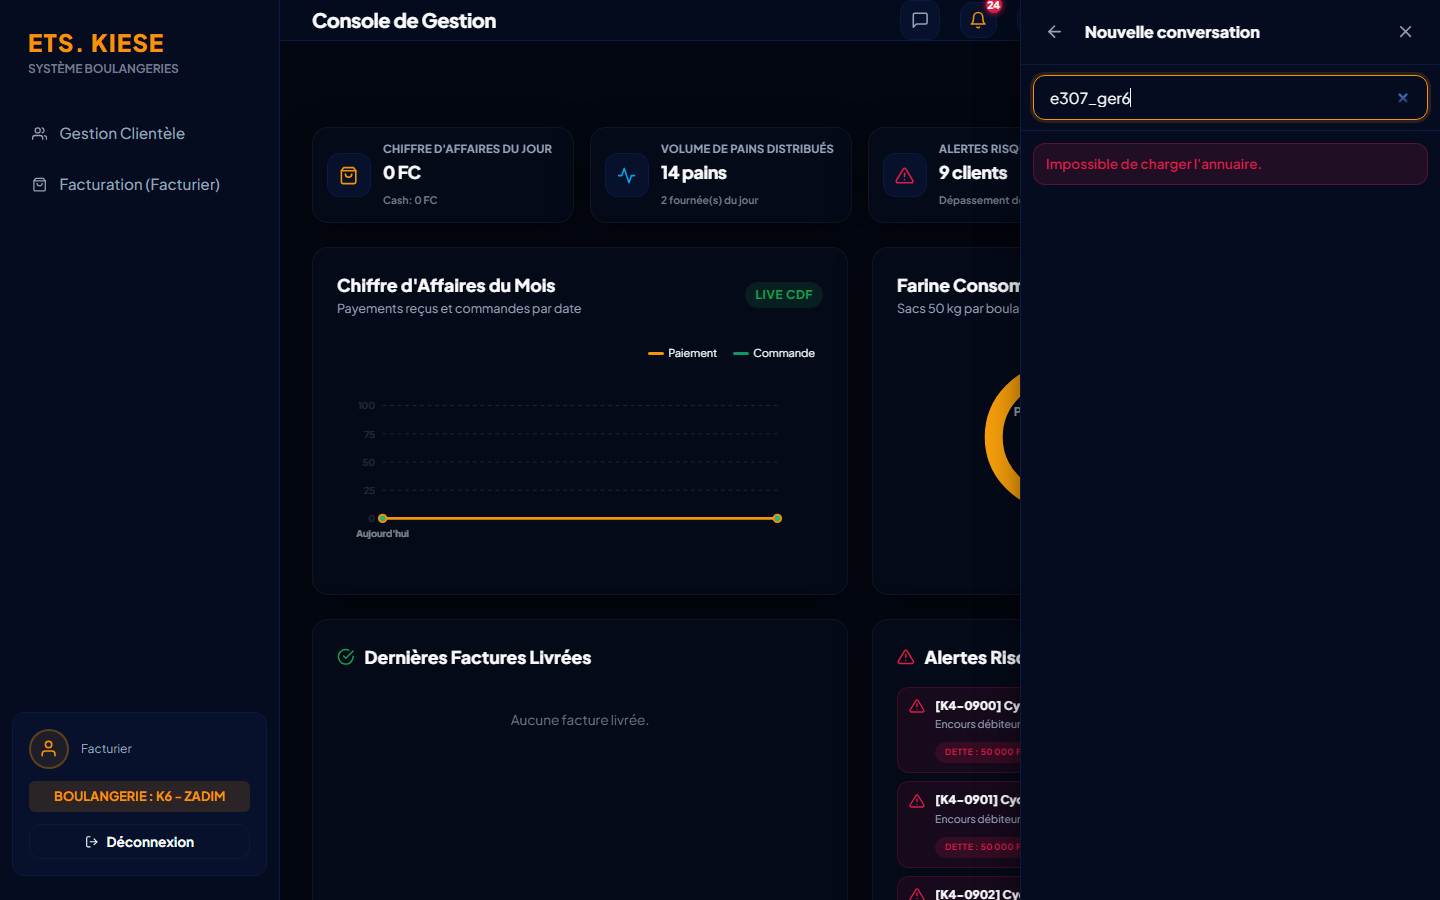 ETS. KIESE
SYSTÈME BOULANGERIES
Gestion Clientèle
Facturation (Facturier)
Facturier
BOULANGERIE : K6 - ZADIM
Déconnexion
Console de Gestion
24
CHIFFRE D'AFFAIRES DU JOUR
0 FC
Cash: 0 FC
VOLUME DE PAINS DISTRIBUÉS
14 pains
2 fournée(s) du jour
ALERTES RISQ
9 clients
Dépassement d
Chiffre d'Affaires du Mois
Payements reçus et commandes par date
LIVE CDF
Paiement
Commande
100
75
50
25
0
Aujourd'hui
Farine Conso
Sacs 50 kg par boula
P
Dernières Factures Livrées
Aucune facture livrée.
Alertes Ris
[K4-0900] Cy
Encours débiteur
DETTE : 50 000 F
[K4-0901] Cy
Encours débiteur
DETTE : 50 000 F
[K4-0902] Cy
Nouvelle conversation
e307_ger6
Impossible de charger l'annuaire.